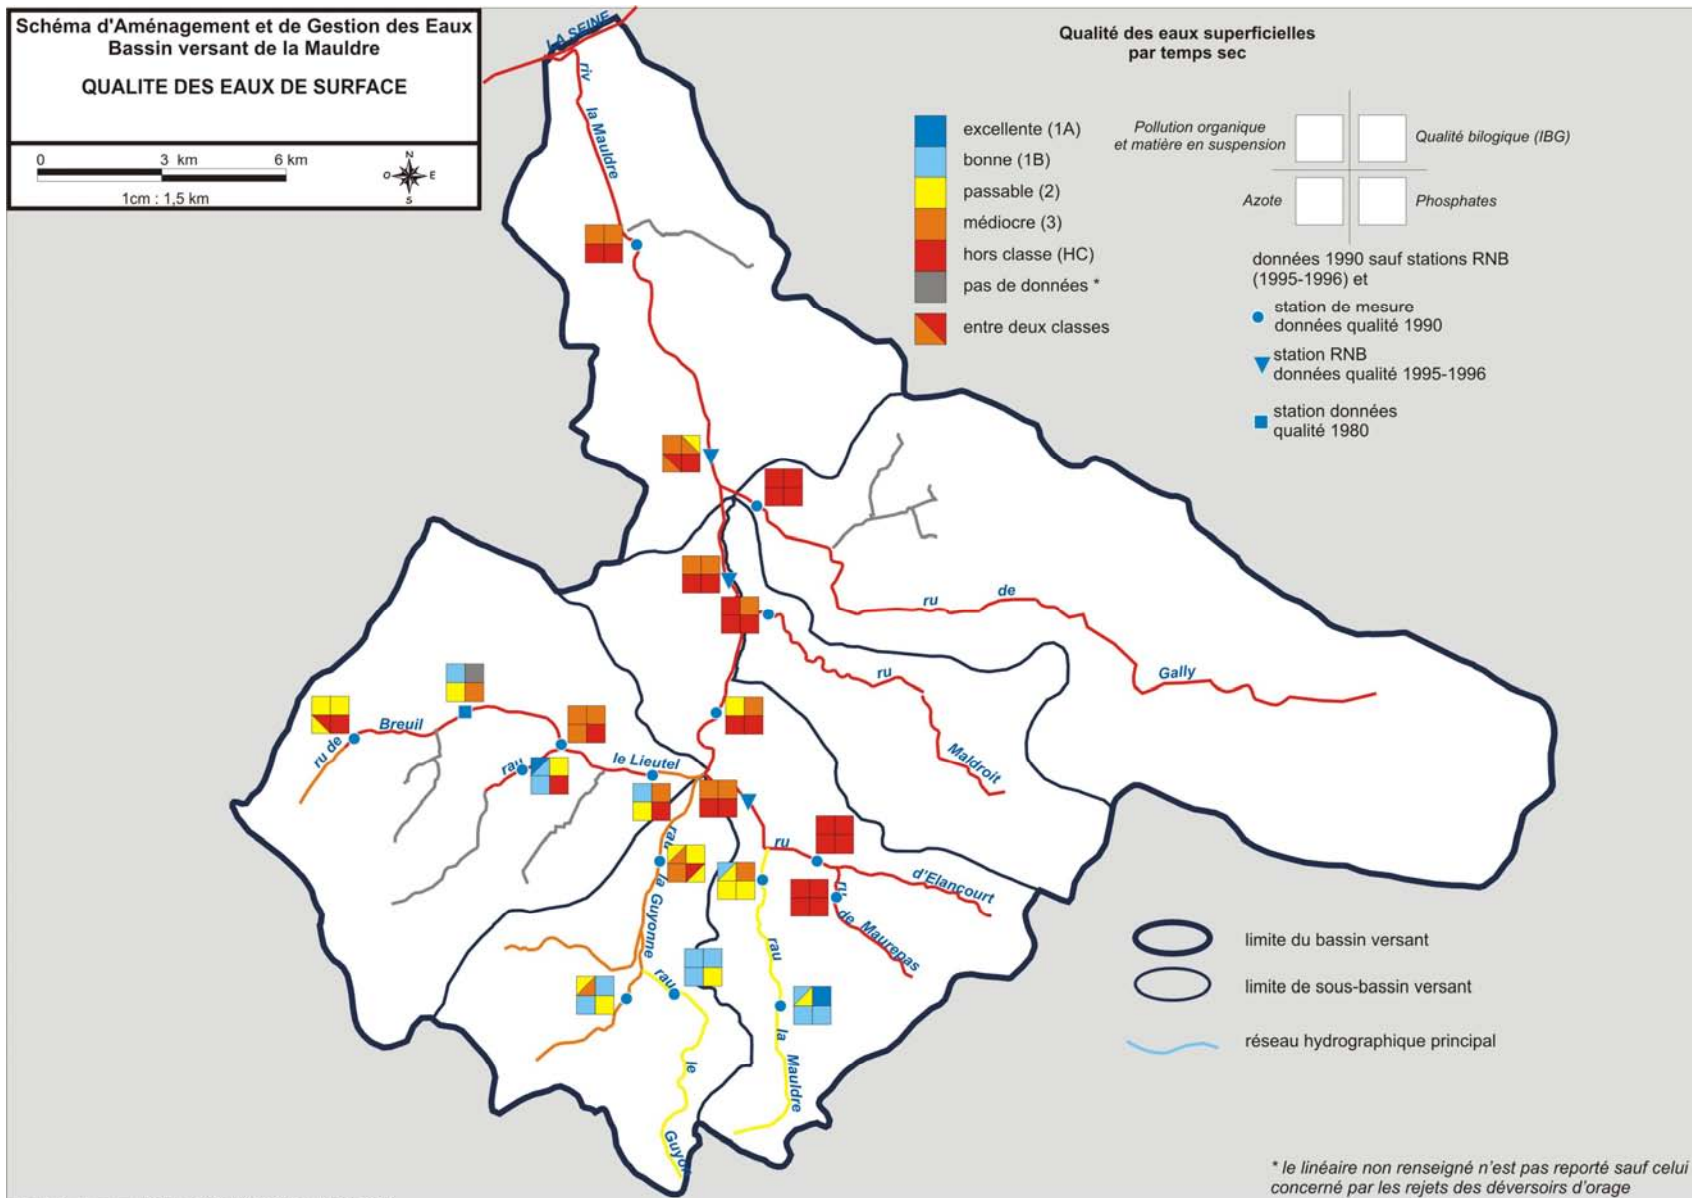 Schéma d'Aménagement et de Gestion des Eaux
Bassin versant de la Mauldre
QUALITE DES EAUX DE SURFACE
0 3 km 6 km
1cm : 1,5 km
N
O E
S
Qualité des eaux superficielles
par temps sec
excellente (1A)
bonne (1B)
passable (2)
médiocre (3)
hors classe (HC)
pas de données *
entre deux classes
Pollution organique
et matière en suspension
Qualité bilogique (IBG)
Azote
Phosphates
données 1990 sauf stations RNB
(1995-1996) et
station de mesure
données qualité 1990
station RNB
données qualité 1995-1996
station données
qualité 1980
LA SEINE
riv
la Mauldre
ru de
Gally
ru
Maldroit
ru de Breuil
rau
le Lieutel
rau
la Guyonne
rau
le
Guyon
ru
d'Elancourt
ru
de Maurepas
rau
la
Mauldre
limite du bassin versant
limite de sous-bassin versant
réseau hydrographique principal
* le linéaire non renseigné n'est pas reporté sauf celui
concerné par les rejets des déversoirs d'orage